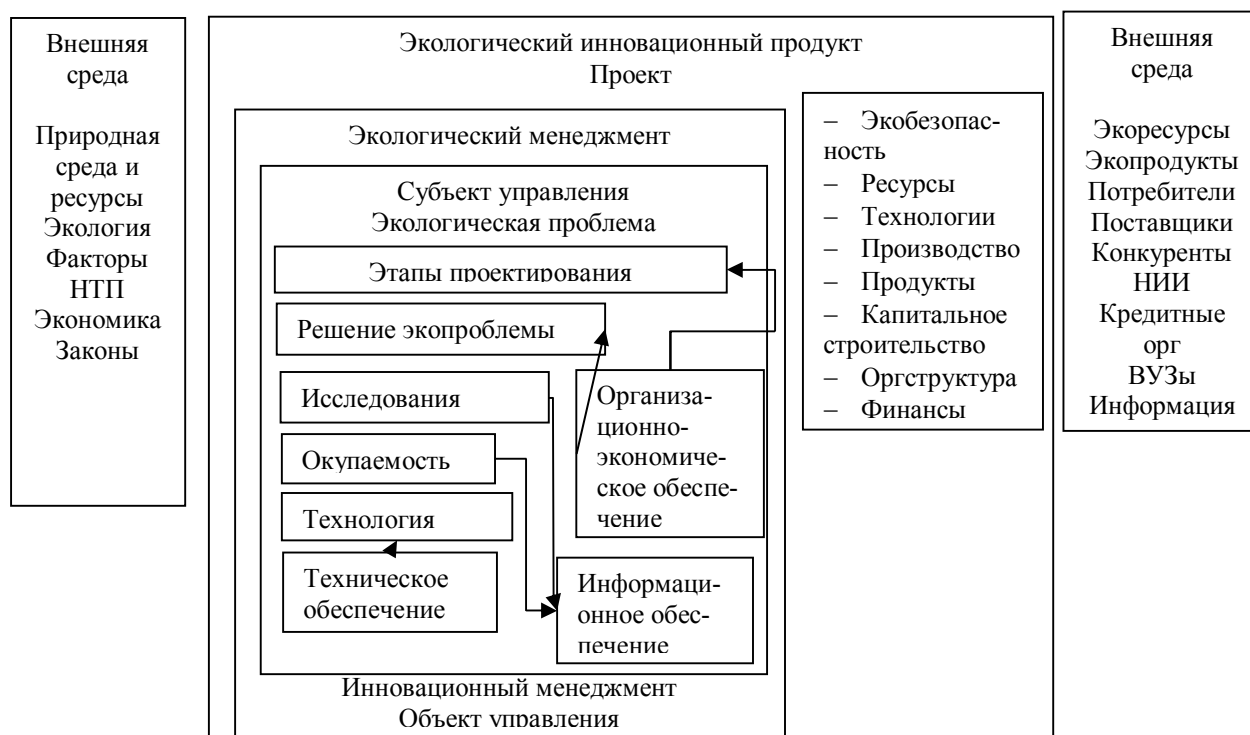 Внешняя
среда
Природная
среда и
ресурсы
Экология
Факторы
НТП
Экономика
Законы
Экологический инновационный продукт
Проект
Экологический менеджмент
Субъект управления
Экологическая проблема
Этапы проектирования
Решение экопроблемы
Исследования
Окупаемость
Технология
Техническое
обеспечение
Организа-
ционно-
экономиче-
ское обеспе-
чение
Информаци-
онное обес-
печение
Инновационный менеджмент
Объект управления
– Экобезопас-
ность
– Ресурсы
– Технологии
– Производство
– Продукты
– Капитальное
строительство
– Оргструктура
– Финансы
Внешняя
среда
Экоресурсы
Экопродукты
Потребители
Поставщики
Конкуренты
НИИ
Кредитные
орг
ВУЗы
Информация